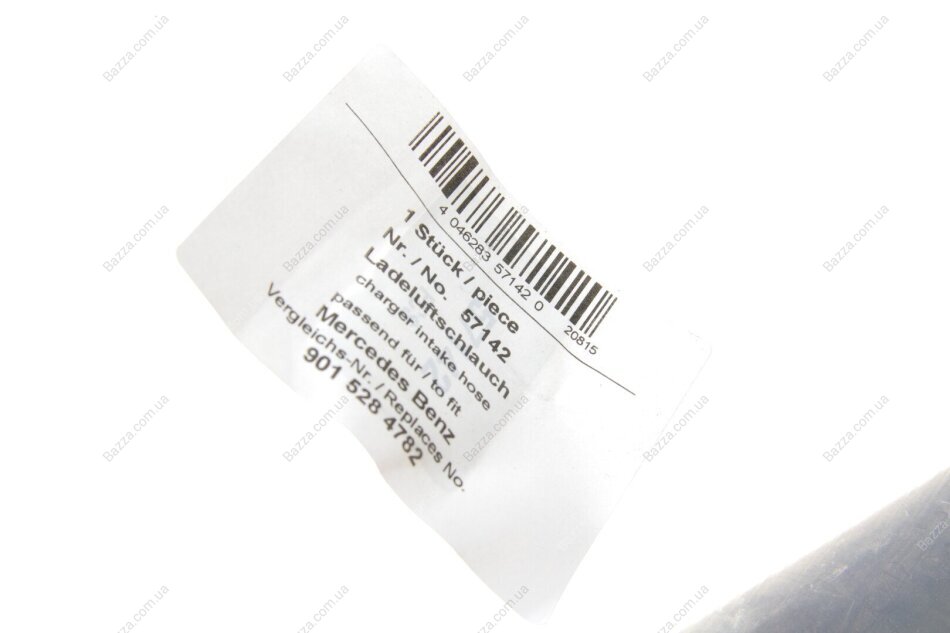 4 046283 57142 0
20815
1 Stück / piece
Nr. / No. 57142
Ladeluftschlauch
charger intake hose
passend für / to fit
Mercedes Benz
Vergleichs-Nr. / Replaces No.
901 528 4782
Bazza.com.ua